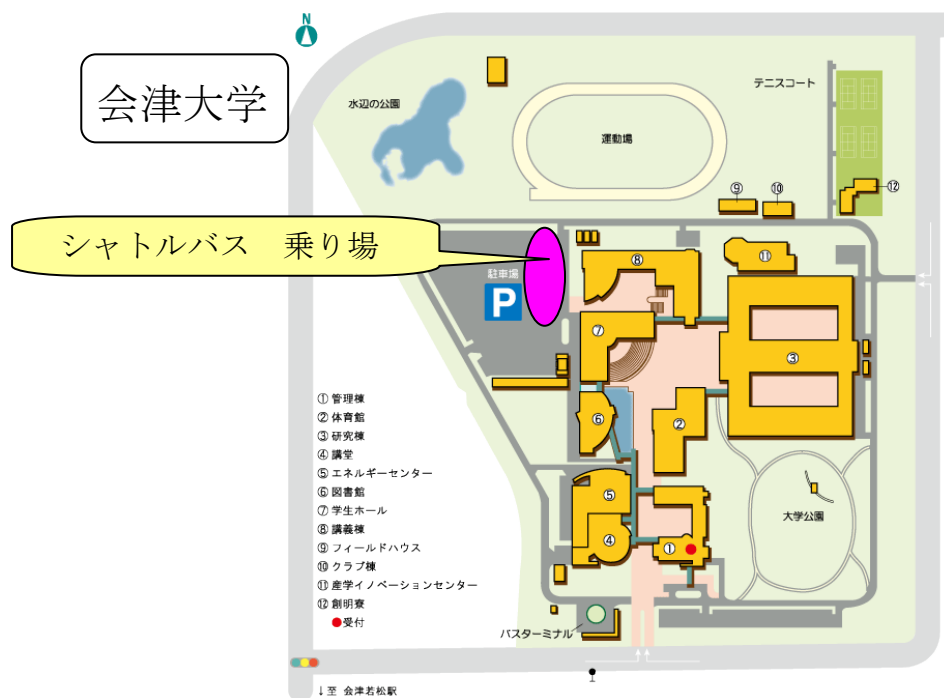 N
会津大学
水辺の公園
運動場
テニスコート
⑨
⑩
⑫
シャトルバス 乗り場
駐車場
P
⑧
⑪
⑦
③
⑥
②
⑤
④
①
大学公園
① 管理棟
② 体育館
③ 研究棟
④ 講堂
⑤ エネルギーセンター
⑥ 図書館
⑦ 学生ホール
⑧ 講義棟
⑨ フィールドハウス
⑩ クラブ棟
⑪ 産学イノベーションセンター
⑫ 創明寮
●受付
バスターミナル
↓至 会津若松駅